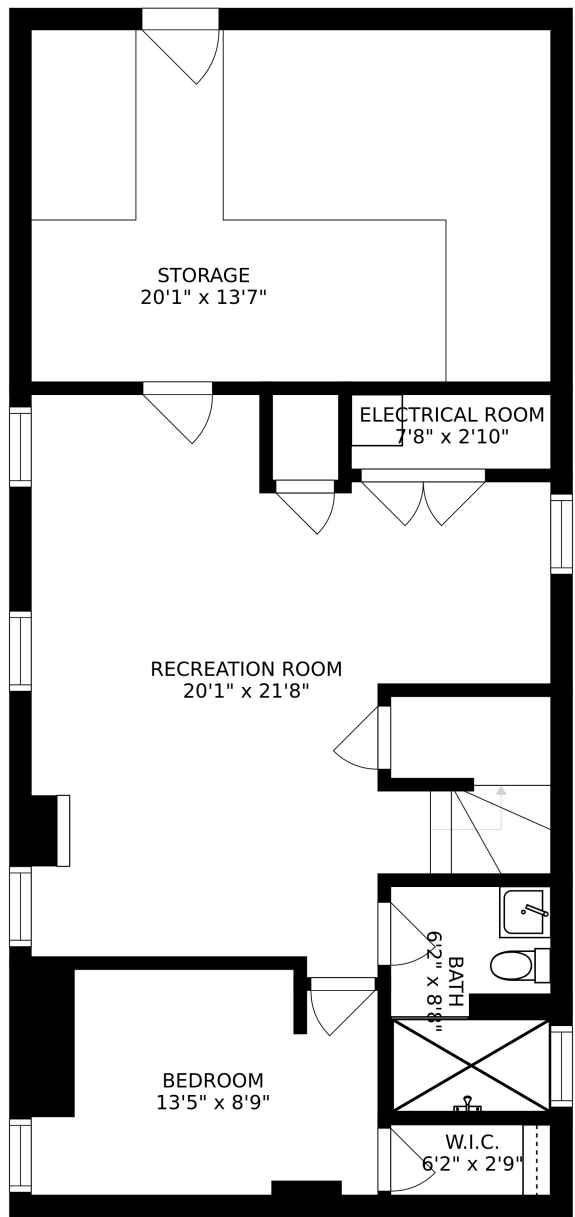 STORAGE
20'1" x 13'7"
ELECTRICAL ROOM
7'8" x 2'10"
RECREATION ROOM
20'1" x 21'8"
BATH
6'2" x 8'8"
BEDROOM
13'5" x 8'9"
W.I.C.
6'2" x 2'9"